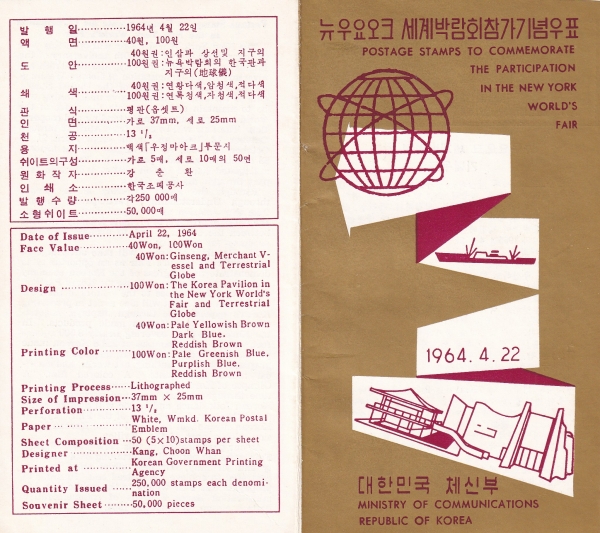 발행일 1964년 4월 22일
액면 40원, 100원
도안 40원권:인삼과 상선및 지구의
100원권:뉴욕박람회의 한국관과
지구의(地球儀)
쇄색 40원권:연황다색,암청색,적다색
100원권:연록청색,자청색,적다색
판식 평판(옵셋트)
인면 가로 37mm. 세로 25mm
천공 13 ½
용지 백색「우정마아크」투문지
쉬이트의구성 가로 5매, 세로 10매의 50면
원화작자 강춘환
인쇄소 한국조폐공사
발행수량 각250 000매
소형쉬이트 50,000매
Date of Issue April 22, 1964
Face Value 40Won, 100Won
40Won: Ginseng, Merchant V-
essel and Terrestrial
Globe
Design 100Won: The Korea Pavilion in
the New York World's
Fair and Terrestrial
Globe
40Won: Pale Yellowish Brown
Dark Blue,
Reddish Brown
Printing Color 100Won: Pale Greenish Blue,
Purplish Blue,
Reddish Brown
Printing Process Lithographed
Size of Impression 37mm × 25mm
Perforation 13 ½
Paper White, Wmkd. Korean Postal
Emblem
Sheet Composition 50 (5×10)stamps per sheet
Designer Kang, Choon Whan
Printed at Korean Government Printing
Agency
Quantity Issued 250,000 stamps each denomi-
nation
Souvenir Sheet 50,000 pieces
뉴우요오크 세계박람회참가기념우표
POSTAGE STAMPS TO COMMEMORATE
THE PARTICIPATION
IN THE NEW YORK
WORLD'S
FAIR
1964.4.22
대한민국 체신부
MINISTRY OF COMMUNICATIONS
REPUBLIC OF KOREA